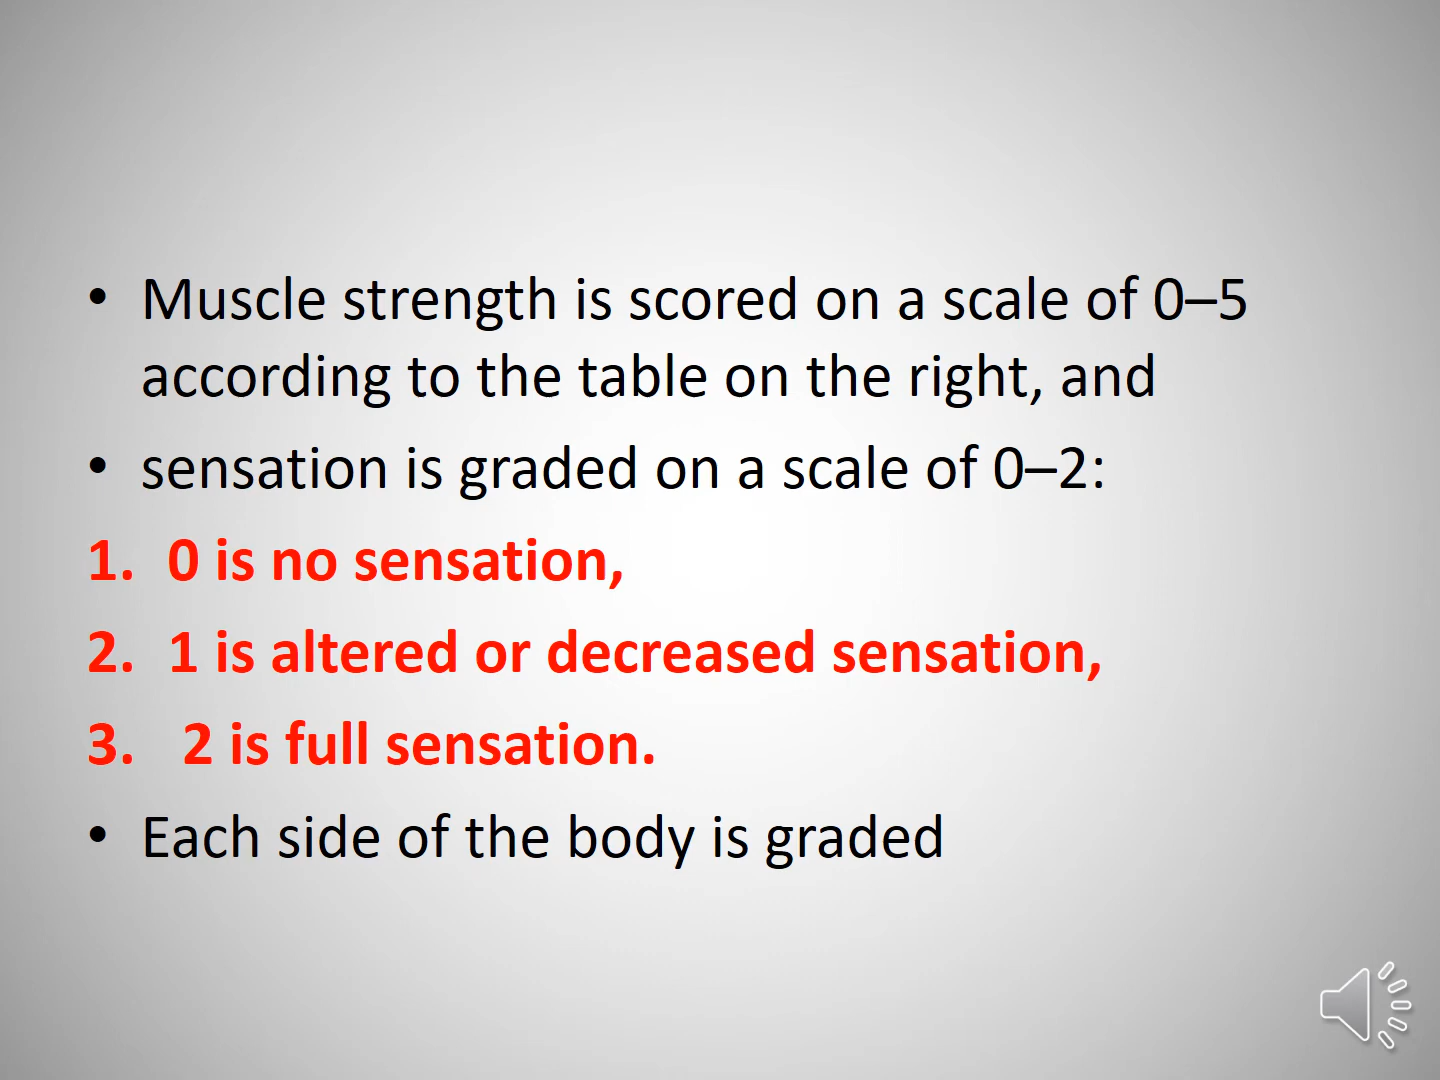 • Muscle strength is scored on a scale of 0–5
according to the table on the right, and
• sensation is graded on a scale of 0–2:
1. 0 is no sensation,
2. 1 is altered or decreased sensation,
3. 2 is full sensation.
• Each side of the body is graded